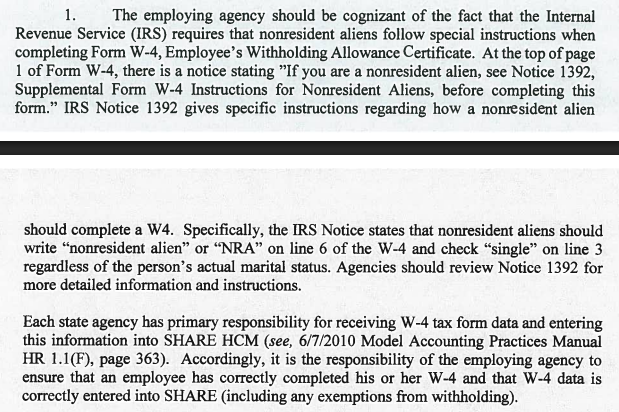 1. The employing agency should be cognizant of the fact that the Internal
Revenue Service (IRS) requires that nonresident aliens follow special instructions when
completing Form W-4, Employee's Withholding Allowance Certificate. At the top of page
1 of Form W-4, there is a notice stating "If you are a nonresident alien, see Notice 1392,
Supplemental Form W-4 Instructions for Nonresident Aliens, before completing this
form." IRS Notice 1392 gives specific instructions regarding how a nonresident alien
should complete a W4. Specifically, the IRS Notice states that nonresident aliens should
write "nonresident alien" or "NRA" on line 6 of the W-4 and check "single" on line 3
regardless of the person's actual marital status. Agencies should review Notice 1392 for
more detailed information and instructions.
Each state agency has primary responsibility for receiving W-4 tax form data and entering
this information into SHARE HCM (see, 6/7/2010 Model Accounting Practices Manual
HR 1.1(F), page 363). Accordingly, it is the responsibility of the employing agency to
ensure that an employee has correctly completed his or her W-4 and that W-4 data is
correctly entered into SHARE (including any exemptions from withholding).